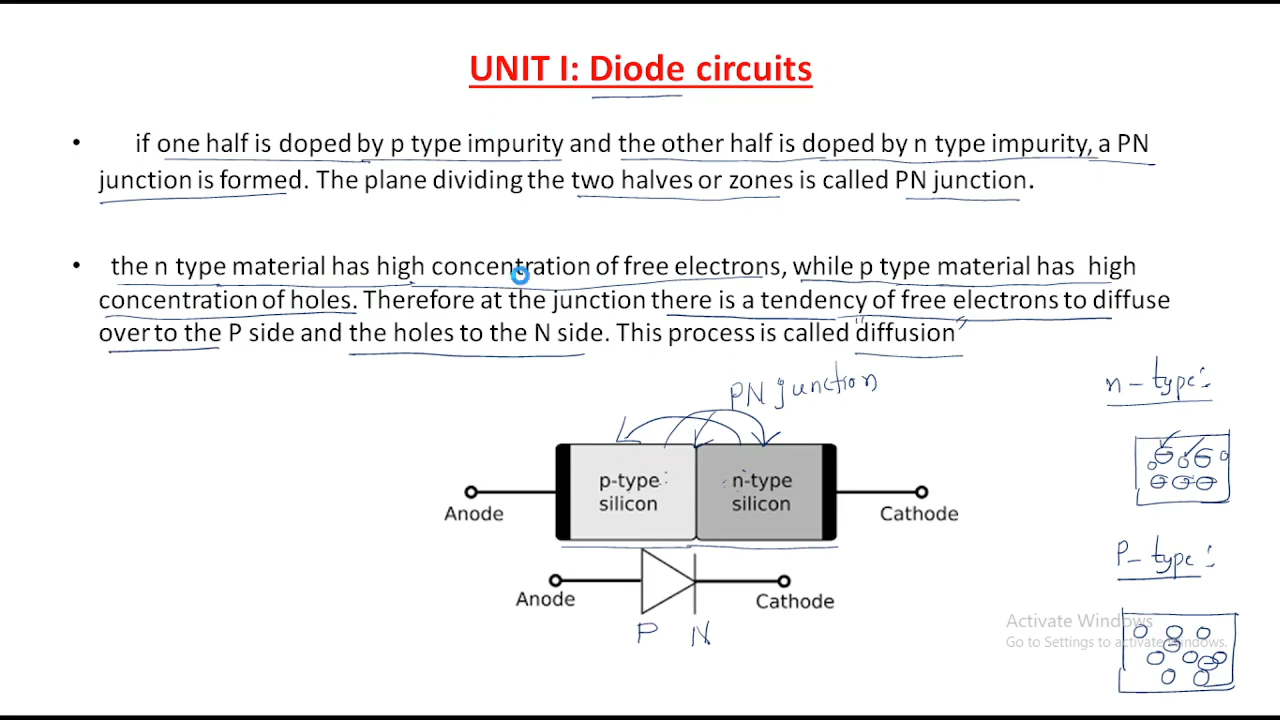 UNIT I: Diode circuits
• if one half is doped by p type impurity and the other half is doped by n type impurity, a PN
junction is formed. The plane dividing the two halves or zones is called PN junction.
• the n type material has high concentration of free electrons, while p type material has high
concentration of holes. Therefore at the junction there is a tendency of free electrons to diffuse
over to the P side and the holes to the N side. This process is called "diffusion"
PN junction
n-type:
p-type silicon
n-type silicon
Anode
Cathode
P-type:
Anode
Cathode
P N
Activate Windows
Go to Settings to activate Windows.